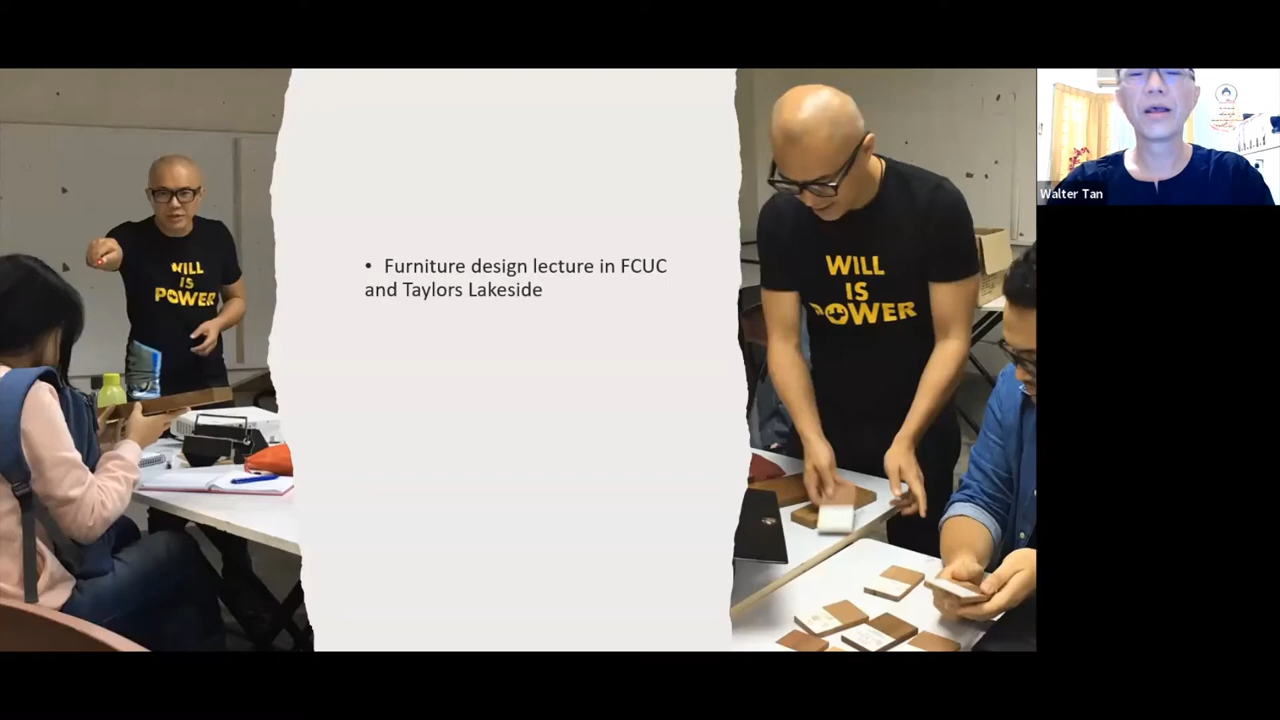 WILL
IS
POWER
• Furniture design lecture in FCUC
and Taylors Lakeside
WILL
IS
POWER
Walter Tan